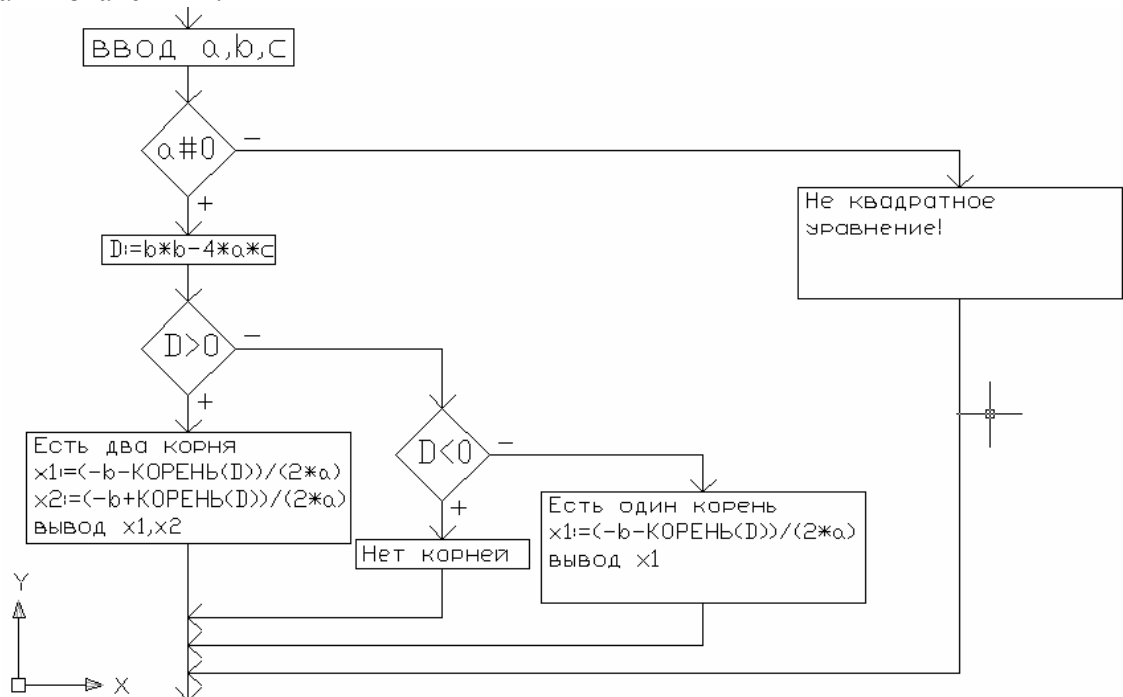 ввод a,b,c
a#0
−
+
Не квадратное
уравнение!
D:=b*b-4*a*c
D>0
−
+
Есть два корня
x1:=(-b-КОРЕНЬ(D))/(2*a)
x2:=(-b+КОРЕНЬ(D))/(2*a)
вывод x1,x2
D<0
−
+
Нет корней
Есть один корень
x1:=(-b-КОРЕНЬ(D))/(2*a)
вывод x1
Y
X